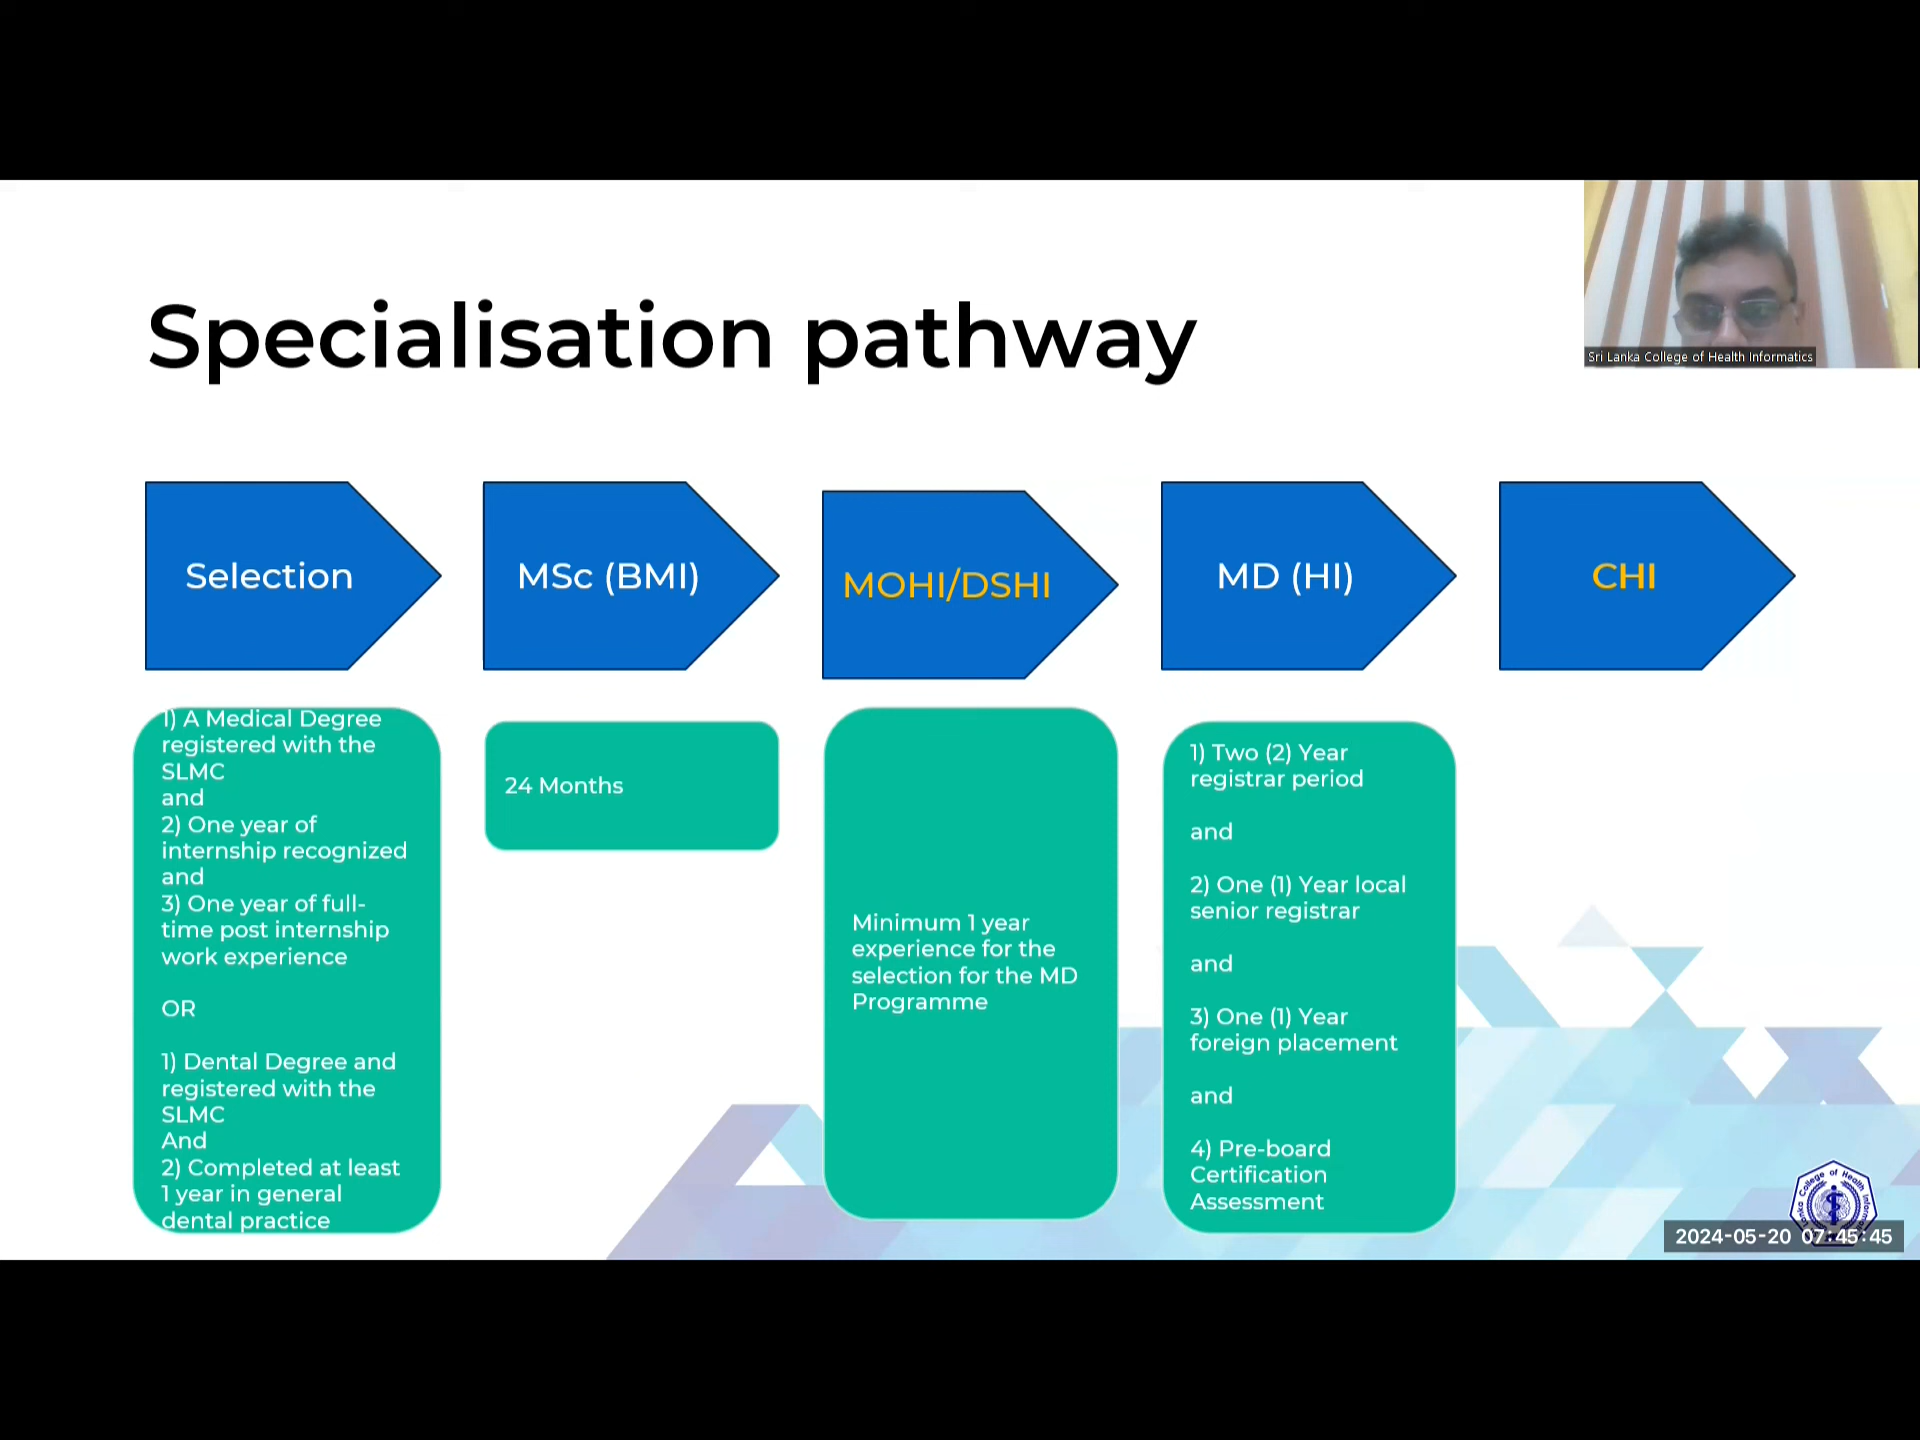 Sri Lanka College of Health Informatics
Specialisation pathway
Selection
MSc (BMI)
MOHI/DSHI
MD (HI)
CHI
1) A Medical Degree
registered with the
SLMC
and
2) One year of
internship recognized
and
3) One year of full-
time post internship
work experience
OR
1) Dental Degree and
registered with the
SLMC
And
2) Completed at least
1 year in general
dental practice
24 Months
Minimum 1 year
experience for the
selection for the MD
Programme
1) Two (2) Year
registrar period
and
2) One (1) Year local
senior registrar
and
3) One (1) Year
foreign placement
and
4) Pre-board
Certification
Assessment
Lanka College of Health
2024-05-20 07:45:45